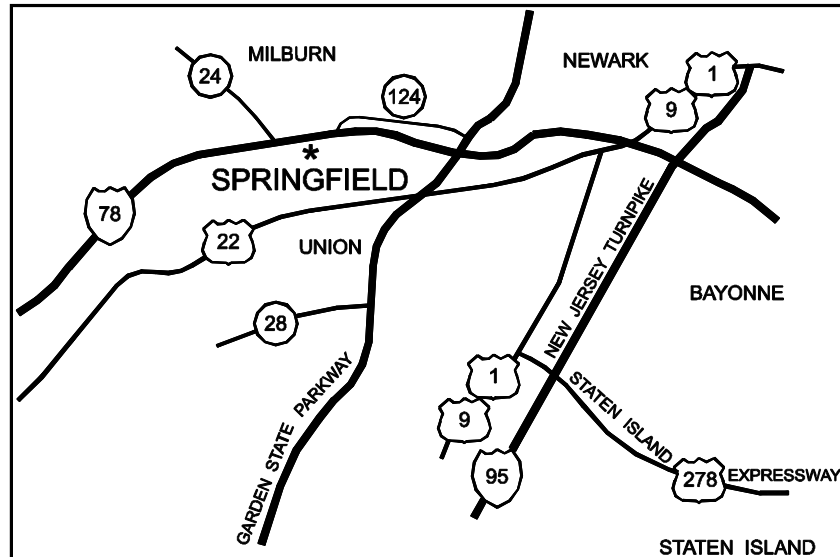 MILBURN
NEWARK
1
24
124
9
*
SPRINGFIELD
78
22
UNION
NEW JERSEY TURNPIKE
BAYONNE
28
1
9
STATEN ISLAND
GARDEN STATE PARKWAY
95
278
EXPRESSWAY
STATEN ISLAND